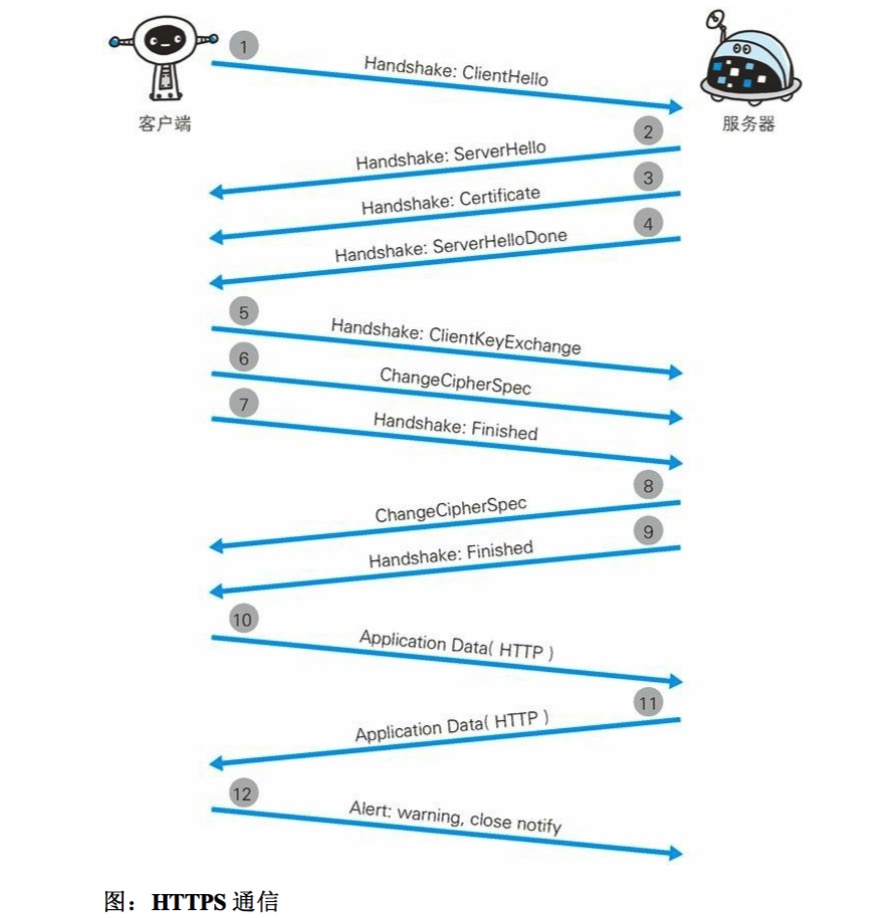 1
Handshake: ClientHello
客户端
服务器
2
Handshake: ServerHello
3
Handshake: Certificate
4
Handshake: ServerHelloDone
5
Handshake: ClientKeyExchange
6
ChangeCipherSpec
7
Handshake: Finished
8
ChangeCipherSpec
9
Handshake: Finished
10
Application Data( HTTP )
11
Application Data( HTTP )
12
Alert: warning, close notify
图：HTTPS 通信